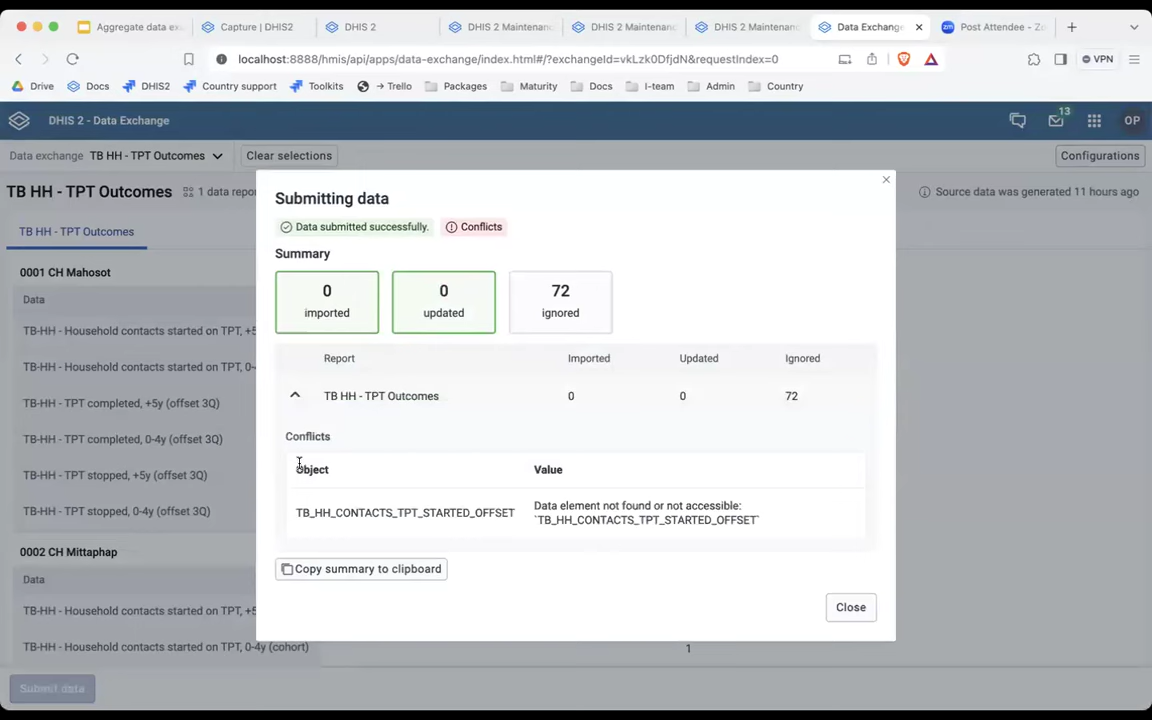 Aggregate data ex
Capture | DHIS2
DHIS 2
DHIS 2 Maintenan
DHIS 2 Maintenan
DHIS 2 Maintenan
Data Exchange
Post Attendee - Zo
localhost:8888/hmis/api/apps/data-exchange/index.html#/?exchangeId=vkLzk0DfjdN&requestIndex=0
VPN
Drive
Docs
DHIS2
Country support
Toolkits
→ Trello
Packages
Maturity
Docs
I-team
Admin
Country
DHIS 2 - Data Exchange
13
OP
Data exchange TB HH - TPT Outcomes
Clear selections
Configurations
TB HH - TPT Outcomes
1 data repor
Source data was generated 11 hours ago
TB HH - TPT Outcomes
0001 CH Mahosot
Data
TB-HH - Household contacts started on TPT, +5
TB-HH - Household contacts started on TPT, 0-
TB-HH - TPT completed, +5y (offset 3Q)
TB-HH - TPT completed, 0-4y (offset 3Q)
TB-HH - TPT stopped, +5y (offset 3Q)
TB-HH - TPT stopped, 0-4y (offset 3Q)
0002 CH Mittaphap
Data
TB-HH - Household contacts started on TPT, +5
TB-HH - Household contacts started on TPT, 0-4y (cohort)
1
Submit data
Submitting data
Data submitted successfully.
Conflicts
Summary
0
imported
0
updated
72
ignored
Report Imported Updated Ignored
TB HH - TPT Outcomes 0 0 72
Conflicts
Object Value
TB_HH_CONTACTS_TPT_STARTED_OFFSET
Data element not found or not accessible:
`TB_HH_CONTACTS_TPT_STARTED_OFFSET`
Copy summary to clipboard
Close